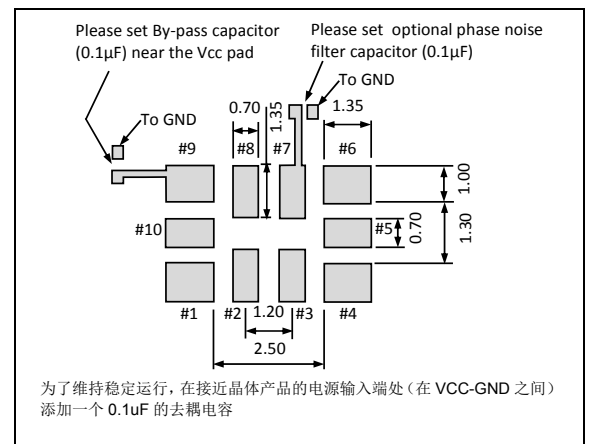 Please set By-pass capacitor
(0.1µF) near the Vcc pad
Please set optional phase noise
filter capacitor (0.1µF)
To GND
To GND
0.70
1.35
1.35
#9
#8
#7
#6
1.00
#10
#5
0.70
1.30
#1
#2
1.20
#3
#4
2.50
为了维持稳定运行，在接近晶体产品的电源输入端处（在 VCC-GND 之间）
添加一个 0.1uF 的去耦电容